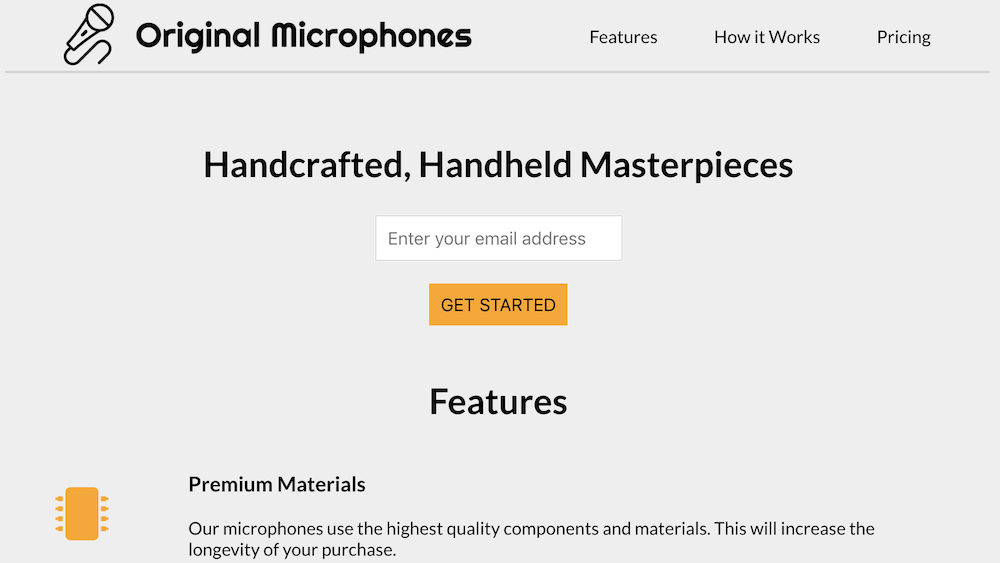 Original Microphones
Features
How it Works
Pricing
Handcrafted, Handheld Masterpieces
Enter your email address
GET STARTED
Features
Premium Materials
Our microphones use the highest quality components and materials. This will increase the
longevity of your purchase.